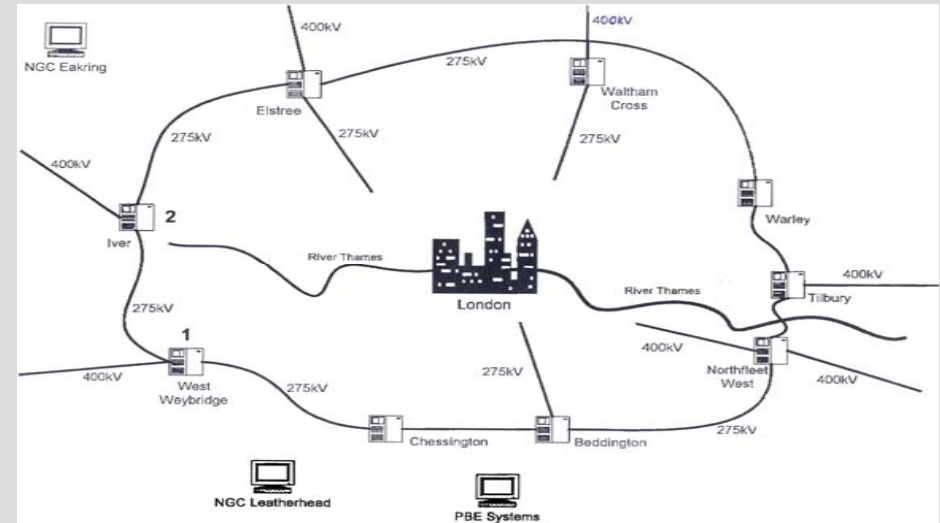 400kV
400kV
NGC Eakring
275kV
Elstree
Waltham
Cross
275kV
275kV
275kV
400kV
2
Iver
Warley
River Thames
400kV
River Thames
Tilbury
London
275kV
1
400kV
Northfleet
West
275kV
400kV
400kV
West
Weybridge
275kV
275kV
Chessington
Beddington
NGC Leatherhead
PBE Systems